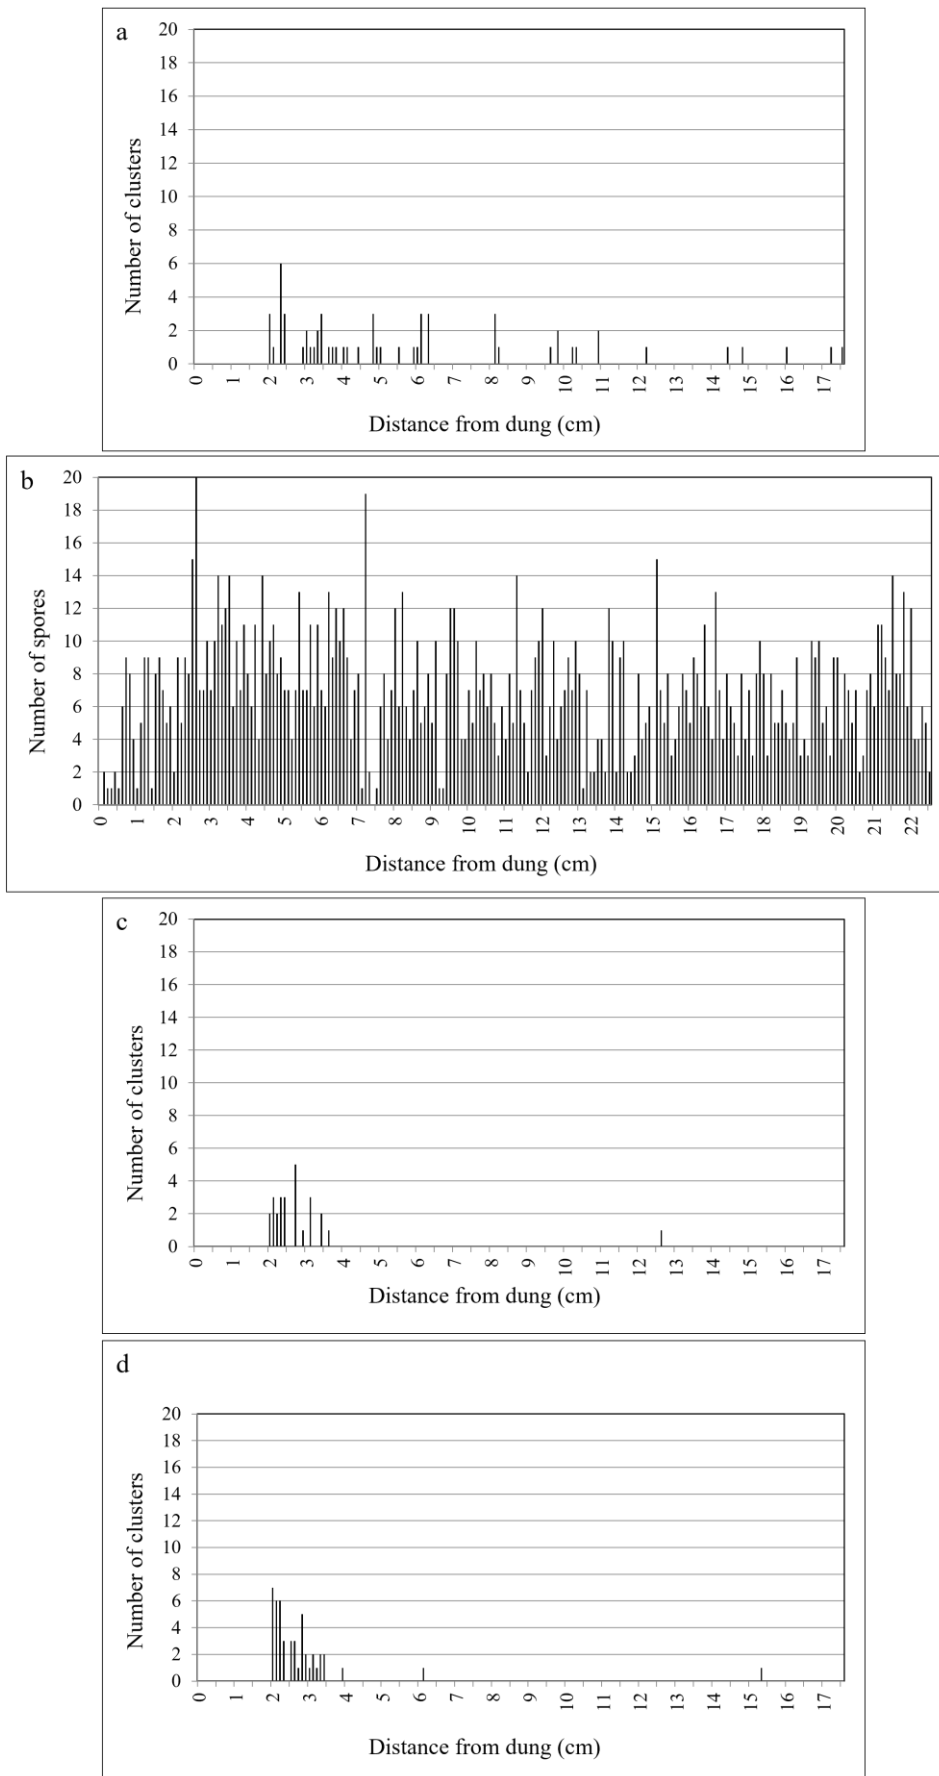 a
20
18
16
14
12
10
8
6
4
2
0
Number of clusters
0 1 2 3 4 5 6 7 8 9 10 11 12 13 14 15 16 17
Distance from dung (cm)
b
20
18
16
14
12
10
8
6
4
2
0
Number of spores
0 1 2 3 4 5 6 7 8 9 10 11 12 13 14 15 16 17 18 19 20 21 22
Distance from dung (cm)
c
20
18
16
14
12
10
8
6
4
2
0
Number of clusters
0 1 2 3 4 5 6 7 8 9 10 11 12 13 14 15 16 17
Distance from dung (cm)
d
20
18
16
14
12
10
8
6
4
2
0
Number of clusters
0 1 2 3 4 5 6 7 8 9 10 11 12 13 14 15 16 17
Distance from dung (cm)